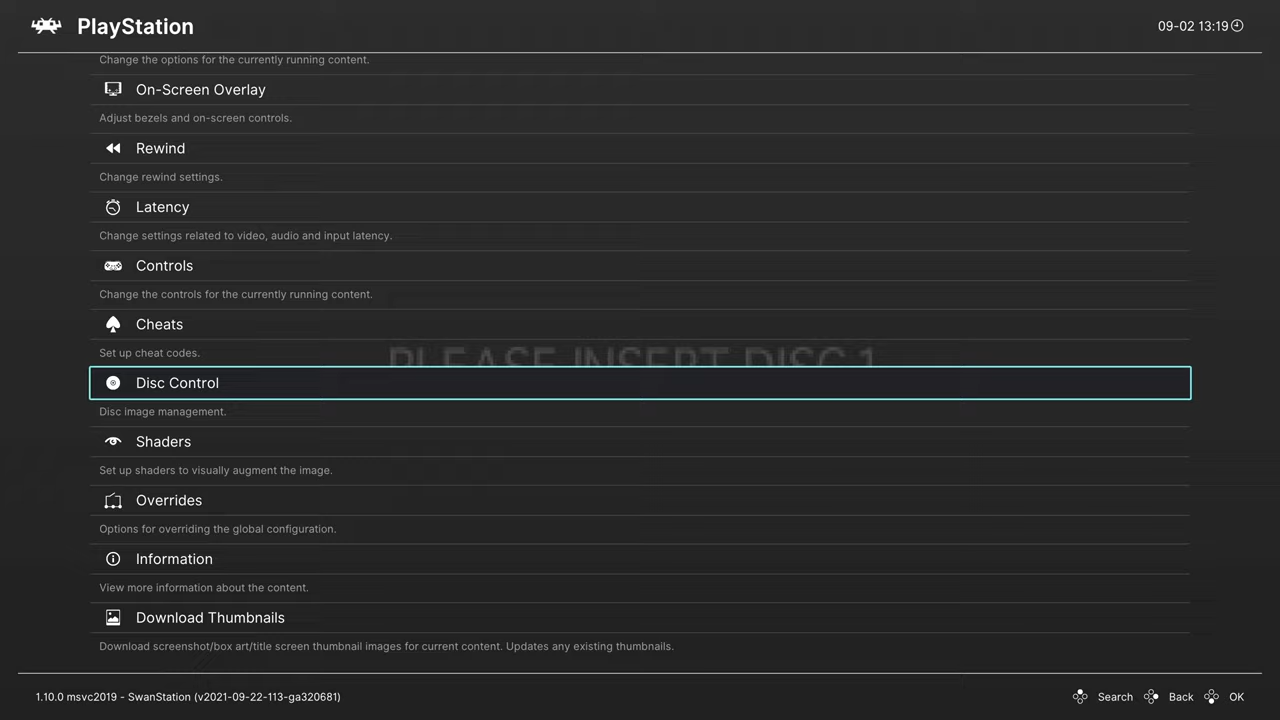 PlayStation
09-02 13:19
Change the options for the currently running content.
On-Screen Overlay
Adjust bezels and on-screen controls.
Rewind
Change rewind settings.
Latency
Change settings related to video, audio and input latency.
Controls
Change the controls for the currently running content.
Cheats
Set up cheat codes.
PLEASE INSERT DISC 1
Disc Control
Disc image management.
Shaders
Set up shaders to visually augment the image.
Overrides
Options for overriding the global configuration.
Information
View more information about the content.
Download Thumbnails
Download screenshot/box art/title screen thumbnail images for current content. Updates any existing thumbnails.
1.10.0 msvc2019 - SwanStation (v2021-09-22-113-ga320681)
Search Back OK